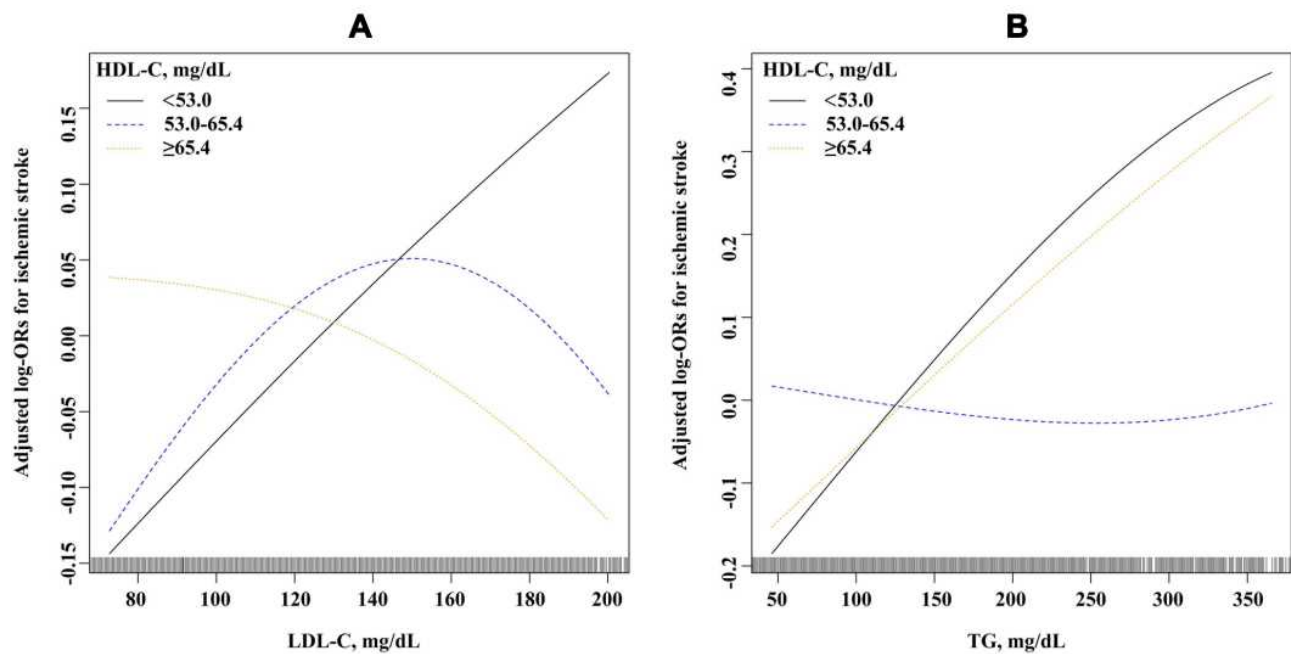 A
Adjusted log-ORs for ischemic stroke
HDL-C, mg/dL
<53.0
53.0-65.4
≥65.4
0.15
0.10
0.05
0.00
-0.05
-0.10
-0.15
80 100 120 140 160 180 200
LDL-C, mg/dL
B
Adjusted log-ORs for ischemic stroke
HDL-C, mg/dL
<53.0
53.0-65.4
≥65.4
0.4
0.3
0.2
0.1
0.0
-0.1
-0.2
50 100 150 200 250 300 350
TG, mg/dL